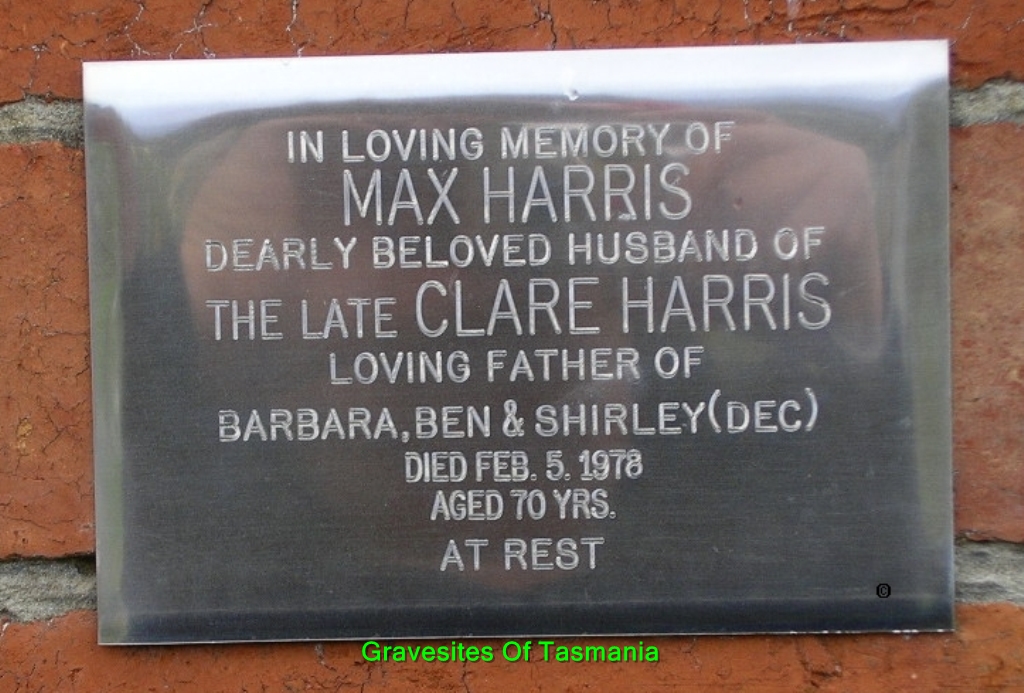 IN LOVING MEMORY OF
MAX HARRIS
DEARLY BELOVED HUSBAND OF
THE LATE CLARE HARRIS
LOVING FATHER OF
BARBARA, BEN & SHIRLEY (DEC)
DIED FEB. 5. 1978
AGED 70 YRS.
AT REST
©
Gravesites Of Tasmania